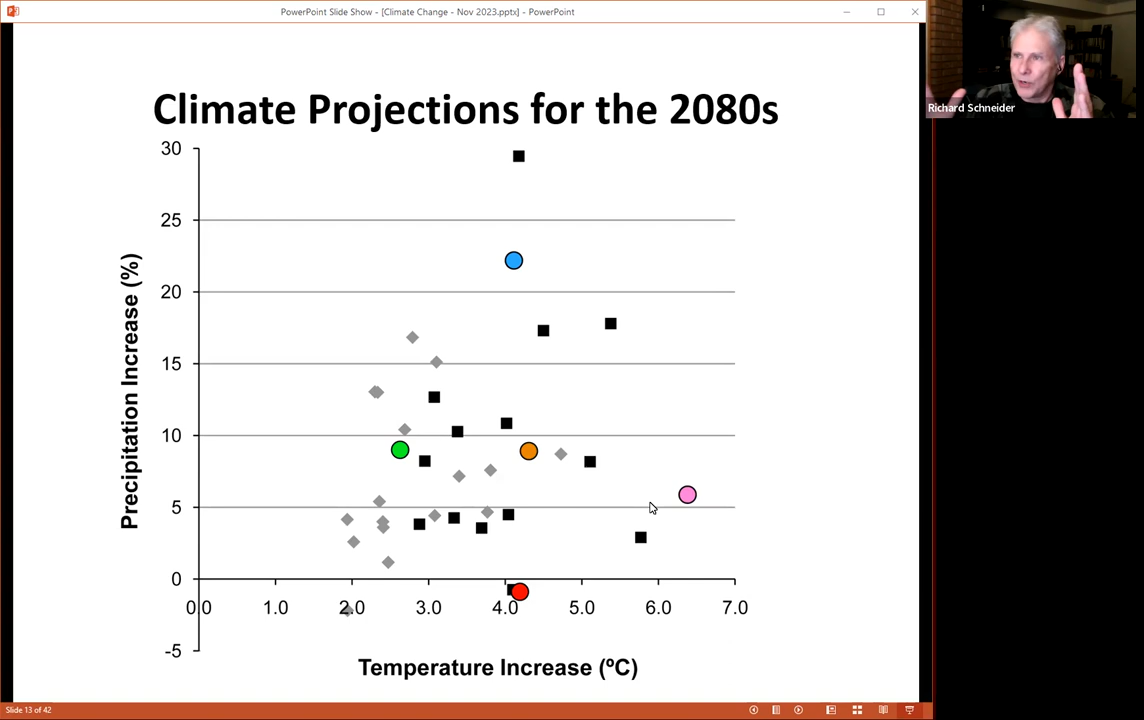 PowerPoint Slide Show - [Climate Change - Nov 2023.pptx] - PowerPoint
Richard Schneider
Climate Projections for the 2080s
30
25
20
15
10
5
0
-5
Precipitation Increase (%)
0.0 1.0 2.0 3.0 4.0 5.0 6.0 7.0
Temperature Increase (ºC)
Slide 13 of 42